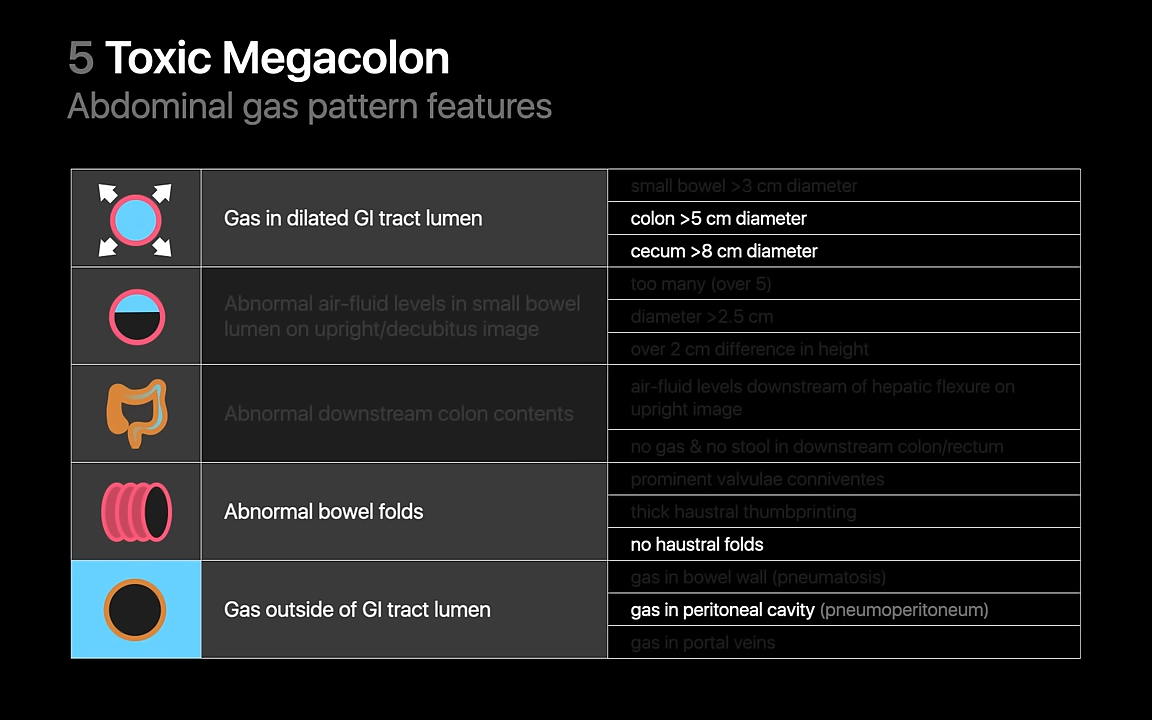 5 Toxic Megacolon
Abdominal gas pattern features
Gas in dilated GI tract lumen
small bowel >3 cm diameter
colon >5 cm diameter
cecum >8 cm diameter
Abnormal air-fluid levels in small bowel
lumen on upright/decubitus image
too many (over 5)
diameter >2.5 cm
over 2 cm difference in height
Abnormal downstream colon contents
air-fluid levels downstream of hepatic flexure on
upright image
no gas & no stool in downstream colon/rectum
Abnormal bowel folds
prominent valvulae conniventes
thick haustral thumbprinting
no haustral folds
Gas outside of GI tract lumen
gas in bowel wall (pneumatosis)
gas in peritoneal cavity (pneumoperitoneum)
gas in portal veins